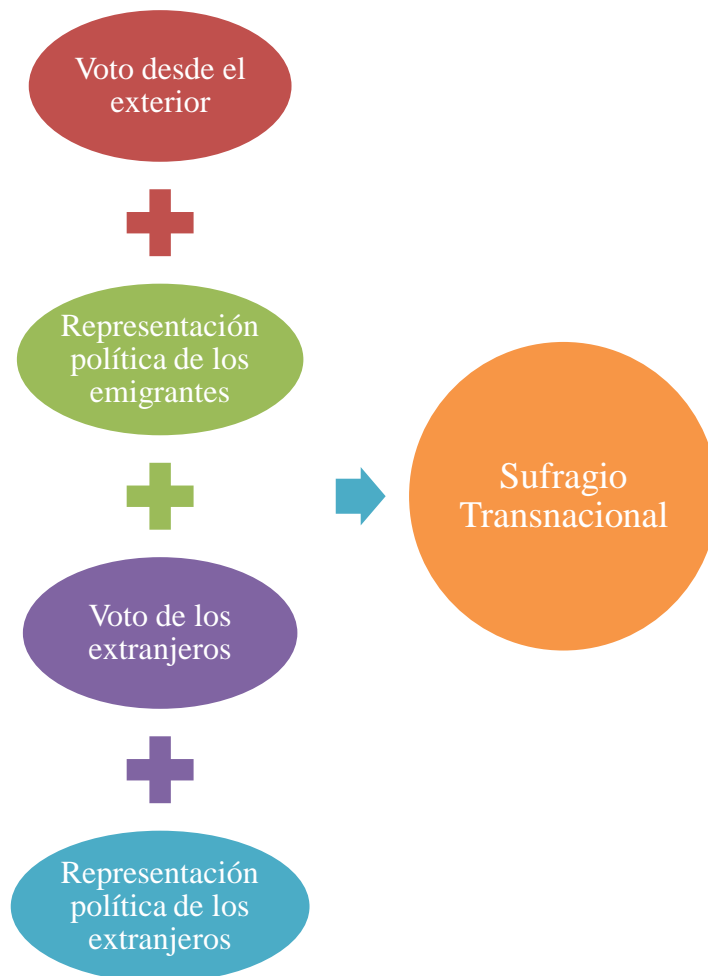 Voto desde el
exterior
Representación
política de los
emigrantes
Sufragio
Transnacional
Voto de los
extranjeros
Representación
política de los
extranjeros